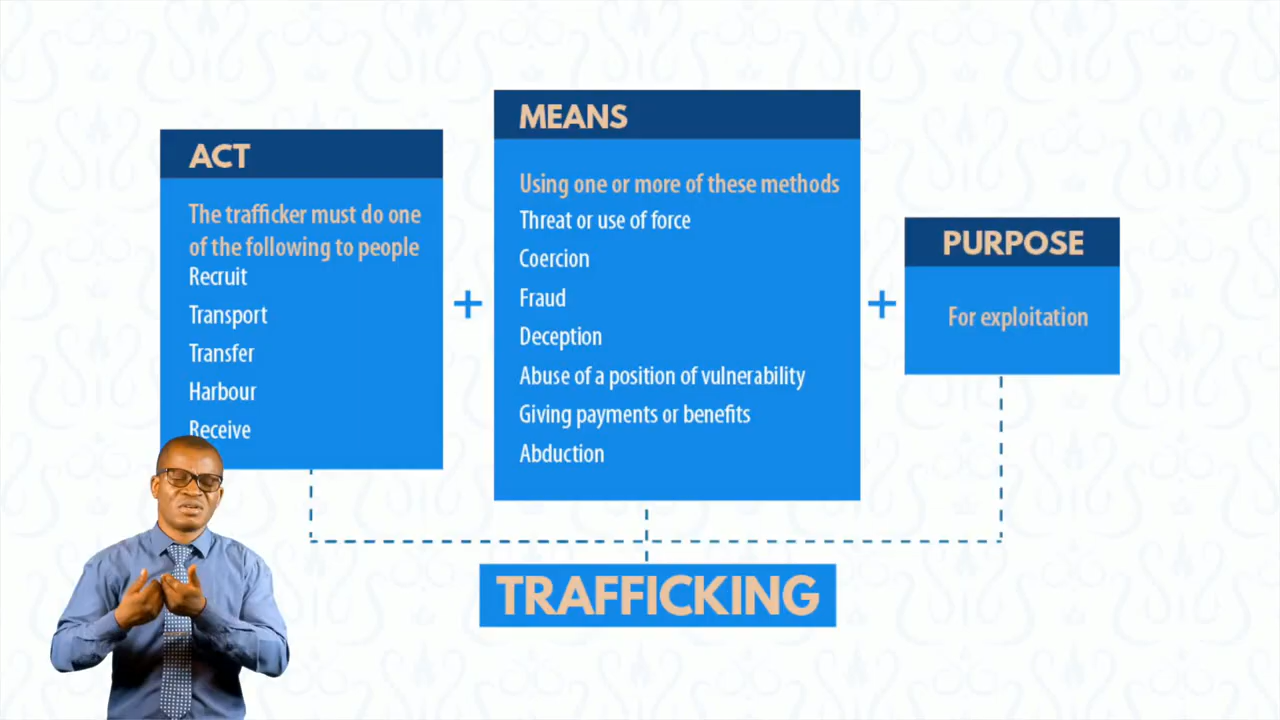 ACT
The trafficker must do one
of the following to people
Recruit
Transport
Transfer
Harbour
Receive
+
MEANS
Using one or more of these methods
Threat or use of force
Coercion
Fraud
Deception
Abuse of a position of vulnerability
Giving payments or benefits
Abduction
+
PURPOSE
For exploitation
TRAFFICKING